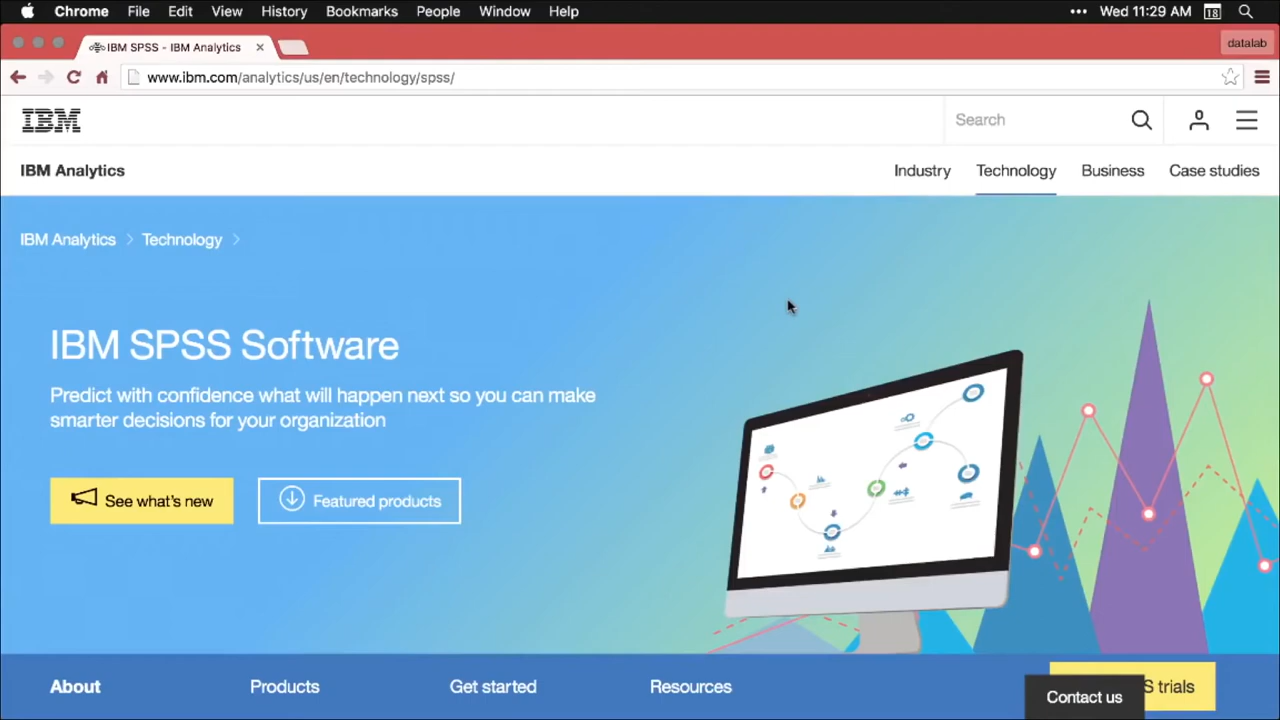 Chrome File Edit View History Bookmarks People Window Help ••• Wed 11:29 AM 18
IBM SPSS - IBM Analytics × datalab
www.ibm.com/analytics/us/en/technology/spss/
IBM Search
IBM Analytics Industry Technology Business Case studies
IBM Analytics > Technology >
IBM SPSS Software
Predict with confidence what will happen next so you can make
smarter decisions for your organization
See what's new Featured products
About Products Get started Resources S trials
Contact us